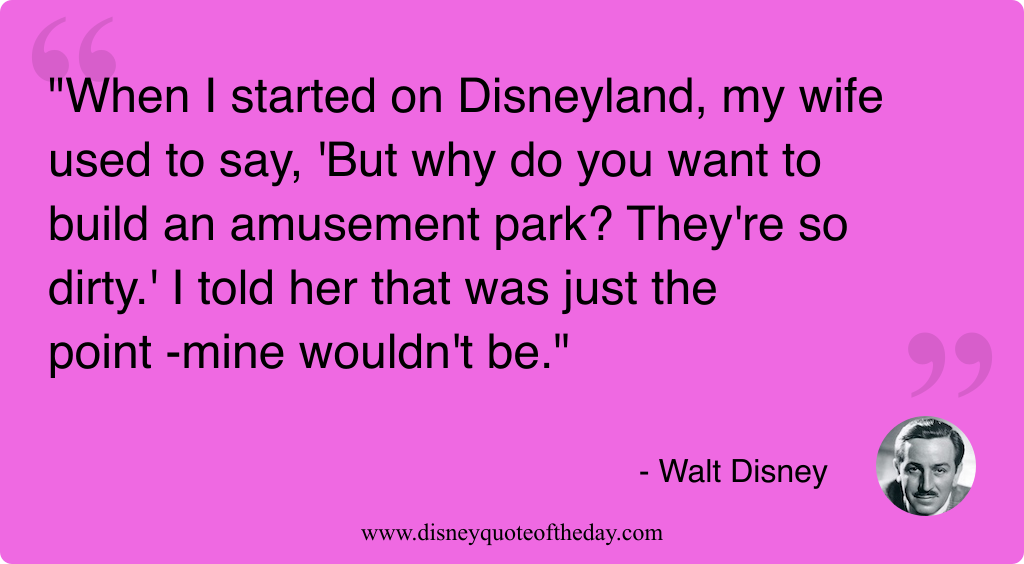 "When I started on Disneyland, my wife
used to say, 'But why do you want to
build an amusement park? They're so
dirty.' I told her that was just the
point -mine wouldn't be."
- Walt Disney
www.disneyquoteoftheday.com